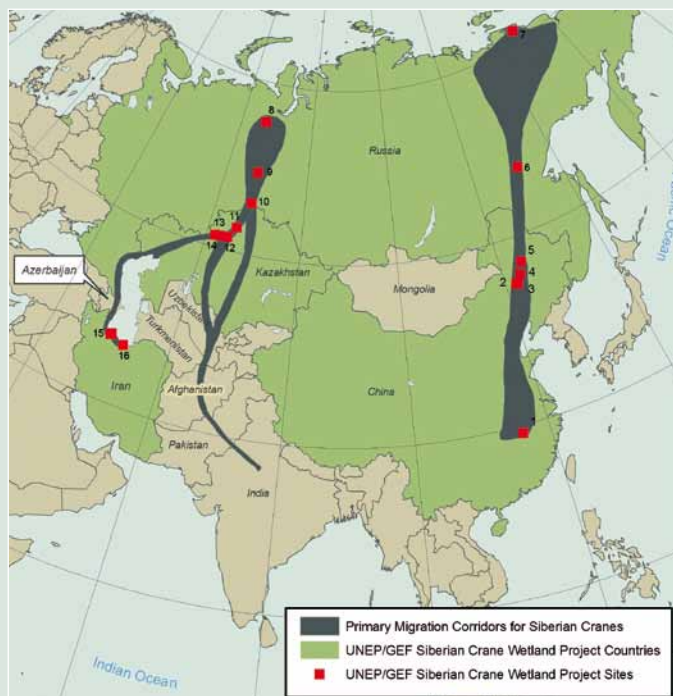 7
8
Russia
6
9
10
11
13
14
12
5
Azerbaijan
Kazakhstan
4
Mongolia
2
3
Uzbekistan
15
Turkmenistan
16
Iran
Afghanistan
China
1
Pakistan
India
Pacific Ocean
Indian Ocean
Primary Migration Corridors for Siberian Cranes
UNEP/GEF Siberian Crane Wetland Project Countries
UNEP/GEF Siberian Crane Wetland Project Sites